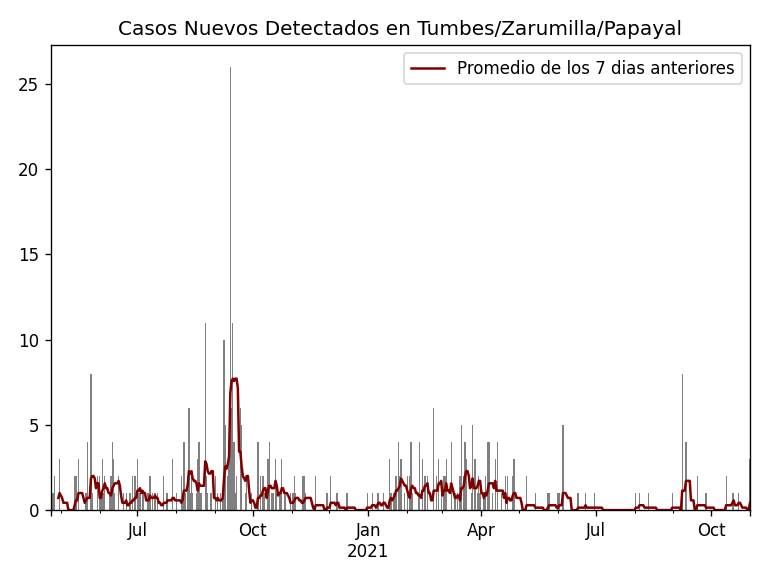 Casos Nuevos Detectados en Tumbes/Zarumilla/Papayal
Promedio de los 7 dias anteriores
25
20
15
10
5
0
Jul Oct Jan Apr Jul Oct
2021